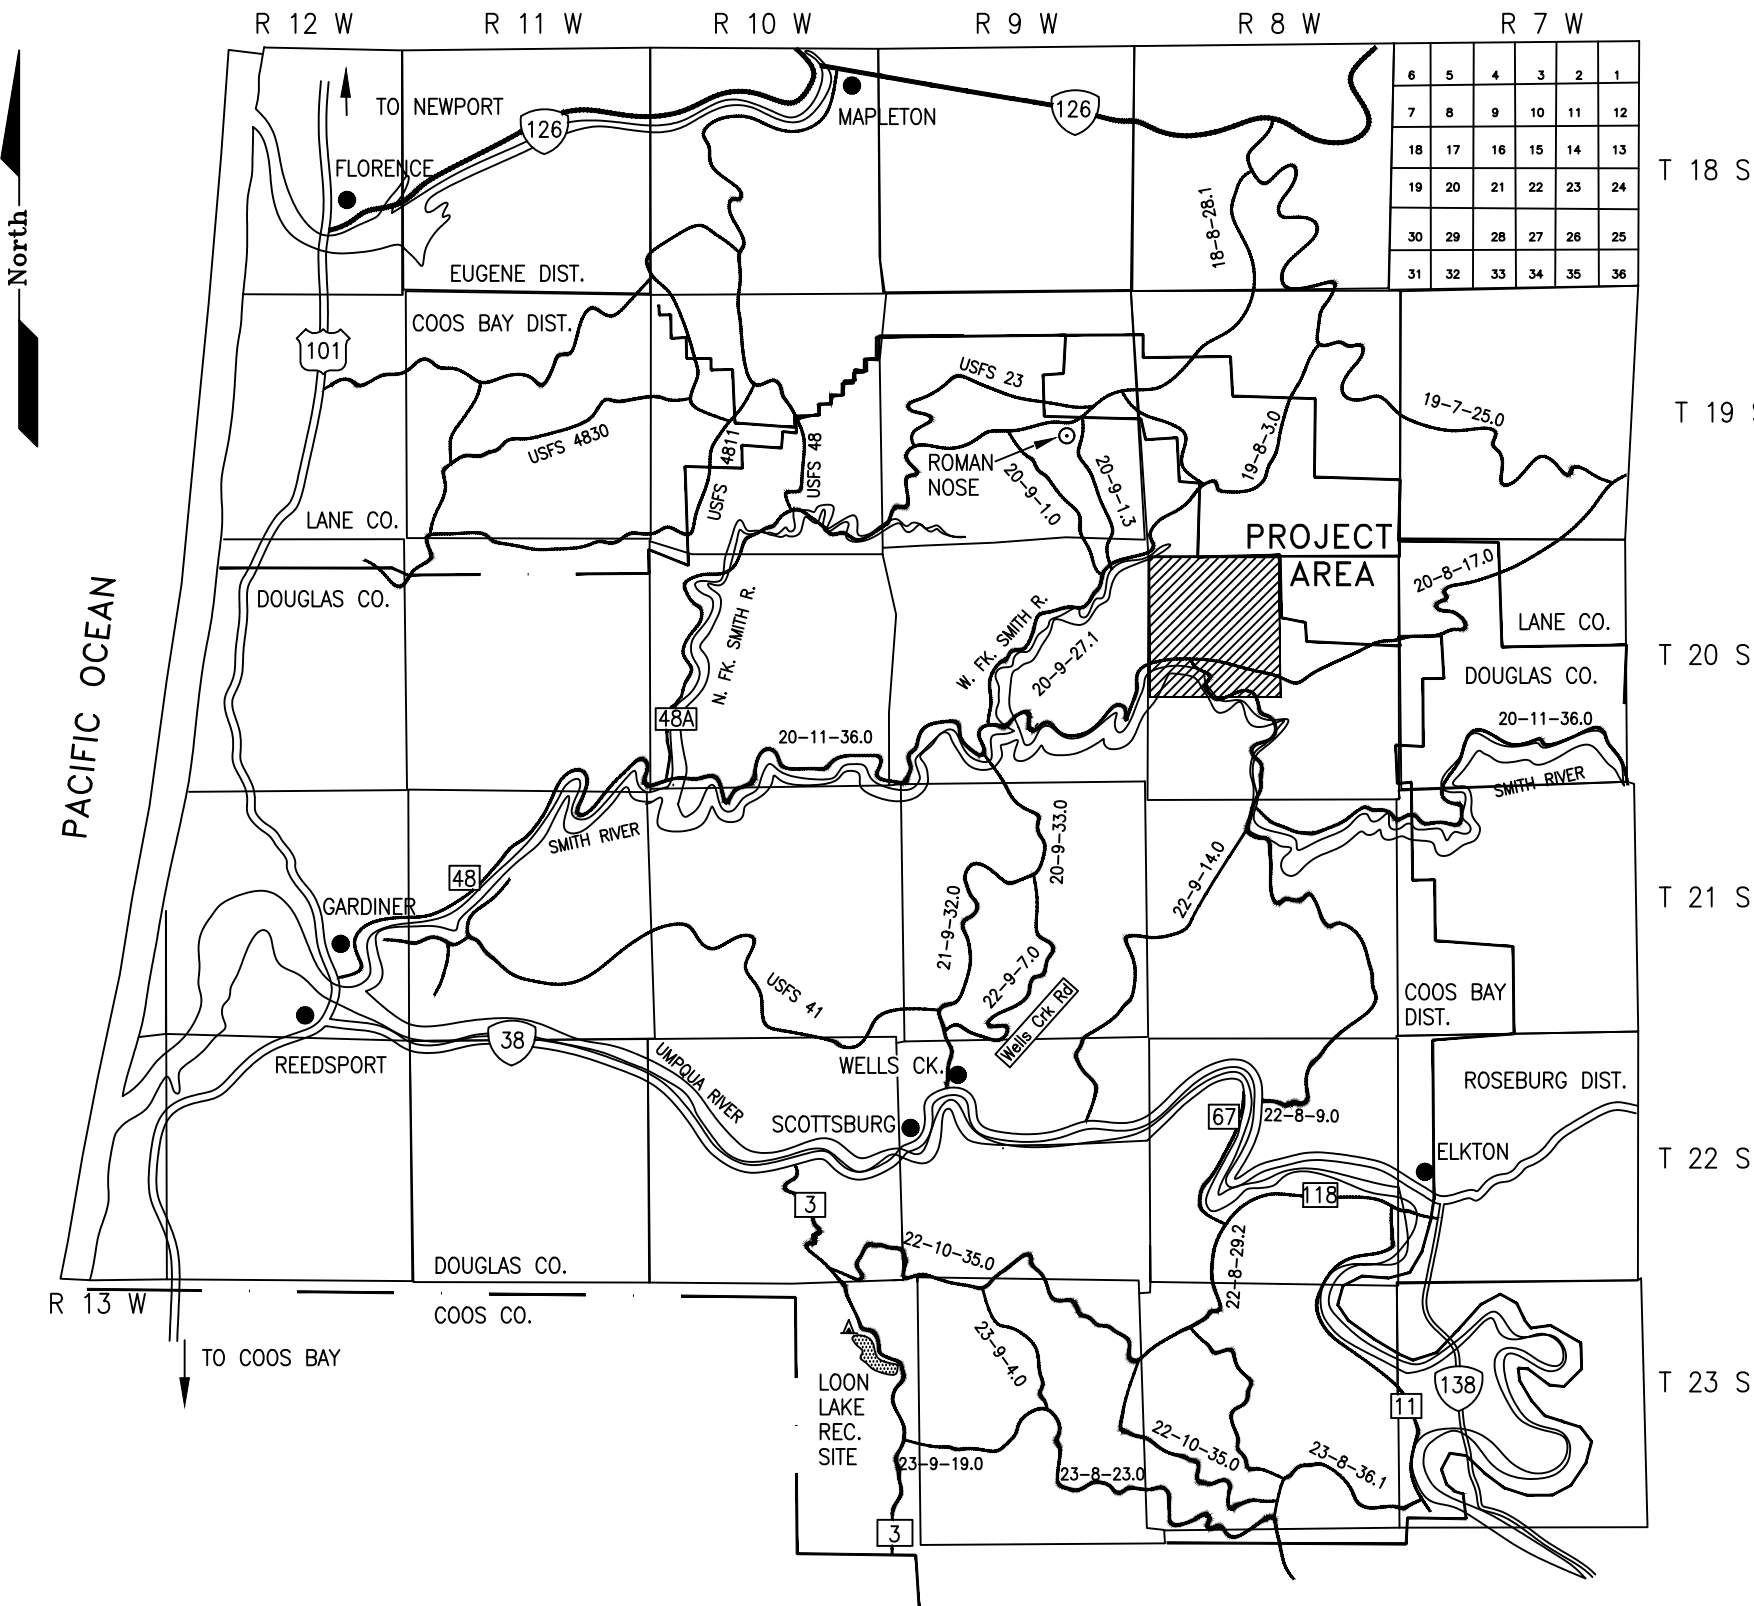 R 12 W
R 11 W
R 10 W
R 9 W
R 8 W
R 7 W
6 5 4 3 2 1
7 8 9 10 11 12
18 17 16 15 14 13
19 20 21 22 23 24
30 29 28 27 26 25
31 32 33 34 35 36
TO NEWPORT
126
MAPLETON
126
FLORENCE
T 18 S
North
18-8-28.1
EUGENE DIST.
COOS BAY DIST.
101
USFS 23
19-7-25.0
T 19 S
USFS 4830
USFS 4811
USFS 48
ROMAN
NOSE
20-9-1.0
20-9-1.3
19-8-3.0
LANE CO.
PROJECT
AREA
DOUGLAS CO.
20-8-17.0
LANE CO.
PACIFIC OCEAN
N. FK. SMITH R.
W. FK. SMITH R.
20-9-27.1
T 20 S
DOUGLAS CO.
48A
20-11-36.0
20-11-36.0
SMITH RIVER
SMITH RIVER
20-9-33.0
22-9-14.0
48
GARDINER
21-9-32.0
T 21 S
22-9-7.0
USFS 41
Wells Crk Rd
COOS BAY
DIST.
38
REEDSPORT
UMPQUA RIVER
WELLS CK.
ROSEBURG DIST.
SCOTTSBURG
67
22-8-9.0
ELKTON
T 22 S
3
118
22-10-35.0
22-8-29.2
DOUGLAS CO.
R 13 W
COOS CO.
TO COOS BAY
23-9-4.0
LOON
LAKE
REC.
SITE
138
T 23 S
11
22-10-35.0
23-8-36.1
23-9-19.0
23-8-23.0
3